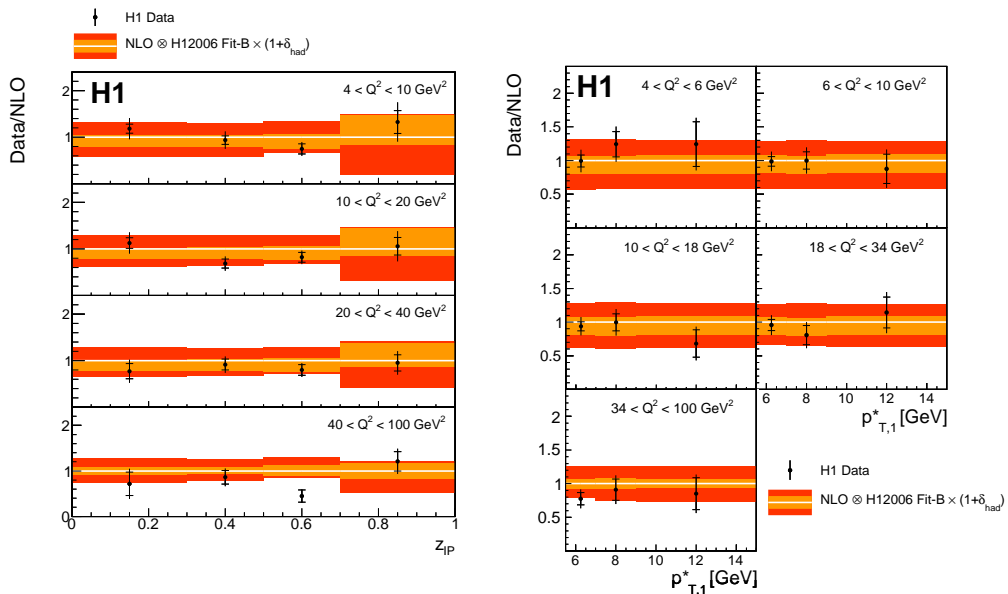 H1 Data
NLO ⊗ H12006 Fit-B × (1+δhad)
Data/NLO
H1
4 < Q² < 10 GeV²
2
1
10 < Q² < 20 GeV²
2
1
20 < Q² < 40 GeV²
2
1
40 < Q² < 100 GeV²
2
1
0
0 0.2 0.4 0.6 0.8 1
z_IP
Data/NLO
H1
4 < Q² < 6 GeV²
6 < Q² < 10 GeV²
2
1.5
1
0.5
10 < Q² < 18 GeV²
18 < Q² < 34 GeV²
2
1.5
1
0.5
6 8 10 12 14
p*T,1 [GeV]
34 < Q² < 100 GeV²
2
1.5
1
0.5
6 8 10 12 14
p*T,1 [GeV]
H1 Data
NLO ⊗ H12006 Fit-B × (1+δhad)